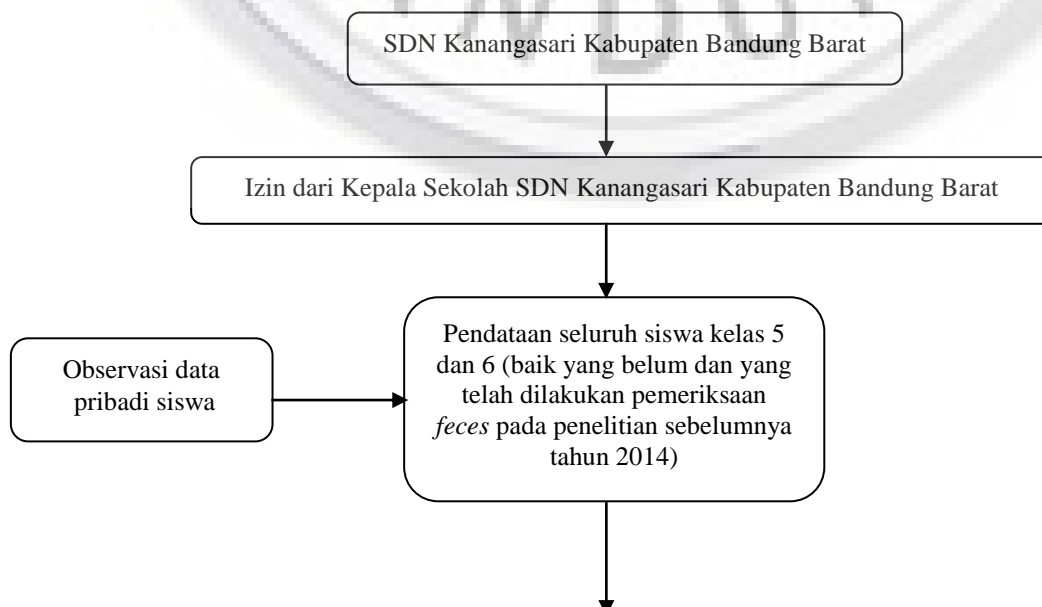 SDN Kanangasari Kabupaten Bandung Barat
Izin dari Kepala Sekolah SDN Kanangasari Kabupaten Bandung Barat
Observasi data
pribadi siswa
Pendataan seluruh siswa kelas 5
dan 6 (baik yang belum dan yang
telah dilakukan pemeriksaan
feces pada penelitian sebelumnya
tahun 2014)